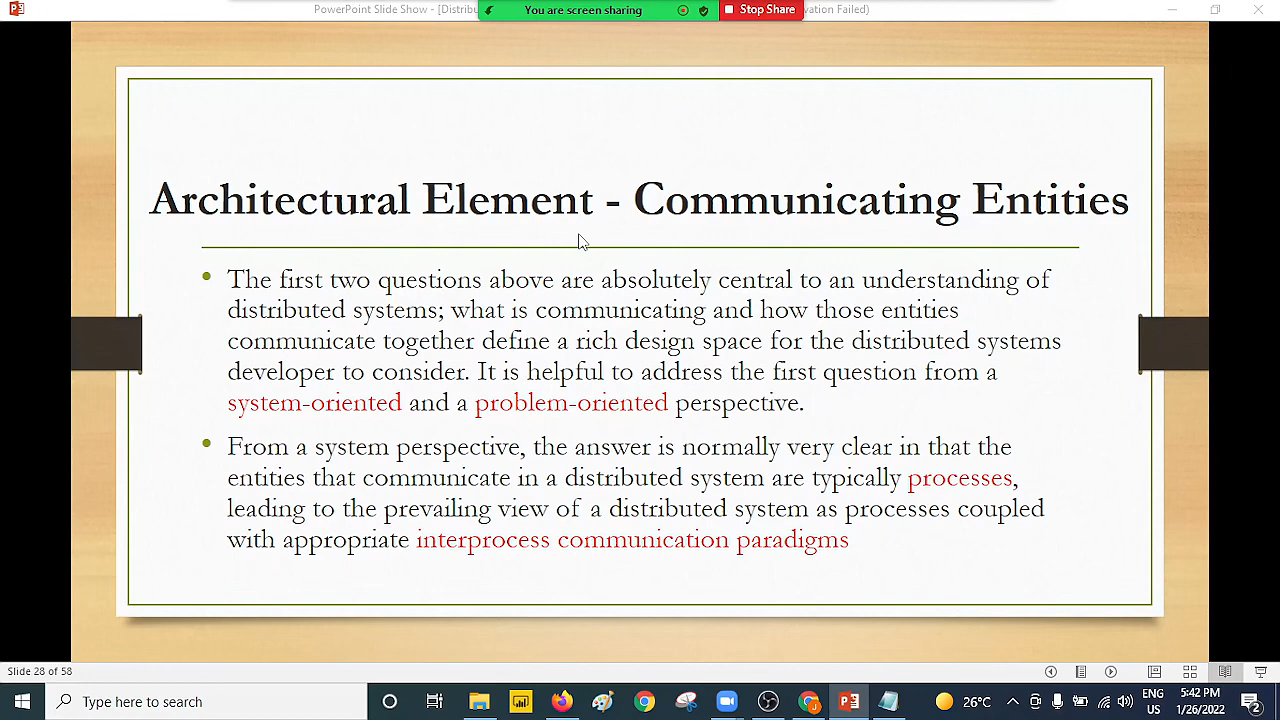 PowerPoint Slide Show - [Distribu
You are screen sharing
Stop Share
vation Failed)
Architectural Element - Communicating Entities
The first two questions above are absolutely central to an understanding of
distributed systems; what is communicating and how those entities
communicate together define a rich design space for the distributed systems
developer to consider. It is helpful to address the first question from a
system-oriented and a problem-oriented perspective.
From a system perspective, the answer is normally very clear in that the
entities that communicate in a distributed system are typically processes,
leading to the prevailing view of a distributed system as processes coupled
with appropriate interprocess communication paradigms
Slide 28 of 58
Type here to search
26°C
ENG
US
5:42 PM
1/26/2022
2